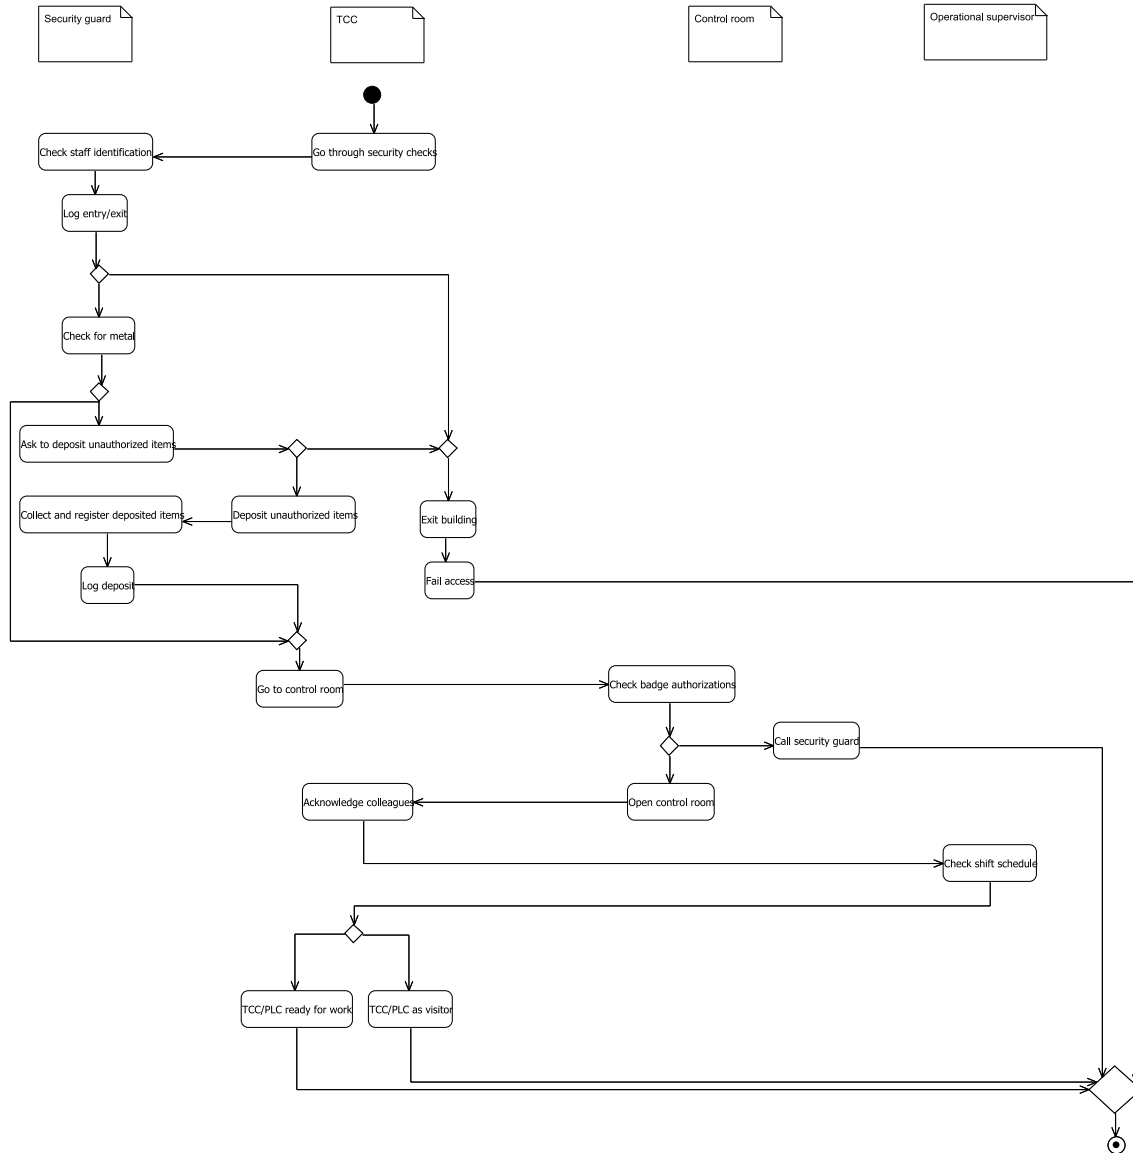 Security guard
TCC
Control room
Operational supervisor
Check staff identification
Go through security checks
Log entry/exit
Check for metal
Ask to deposit unauthorized items
Collect and register deposited items
Deposit unauthorized items
Exit building
Log deposit
Fail access
Go to control room
Check badge authorizations
Call security guard
Acknowledge colleagues
Open control room
Check shift schedule
TCC/PLC ready for work
TCC/PLC as visitor